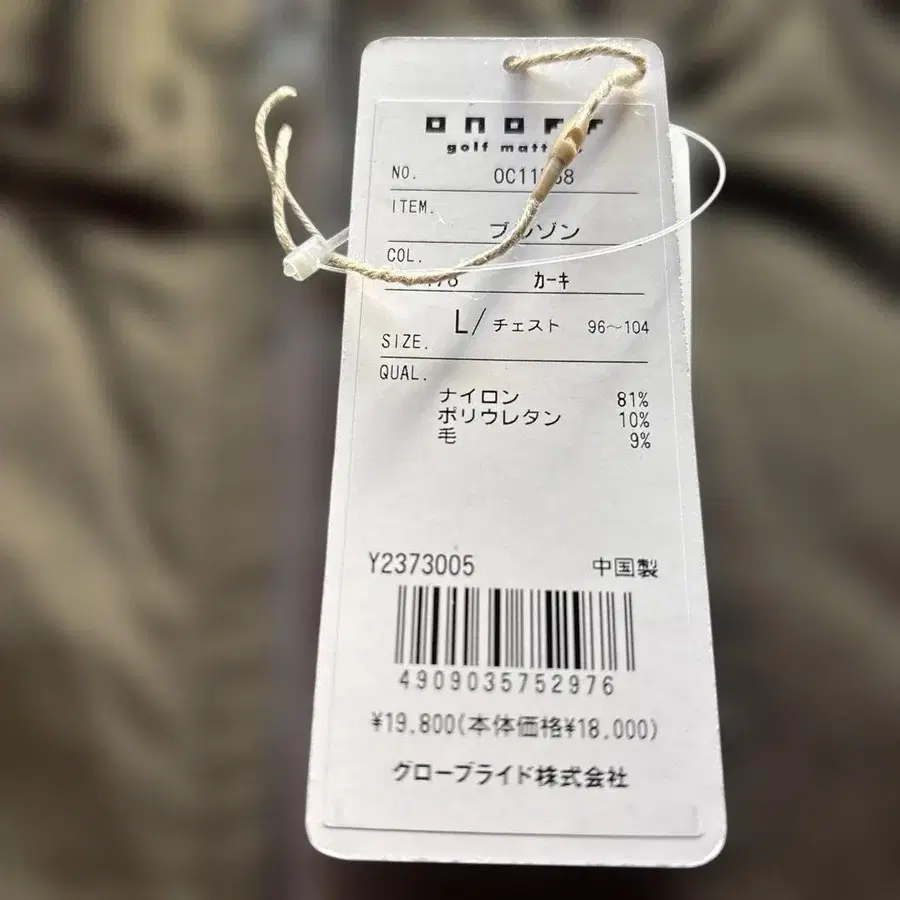 onoff
golf
NO.
ITEM.
ブルゾン
COL.
カーキ
L/ チェスト 96～104
SIZE.
QUAL.
ナイロン 81%
ポリウレタン 10%
毛 9%
Y2373005 中国製
4909035752976
¥19,800(本体価格¥18,000)
グローブライド株式会社